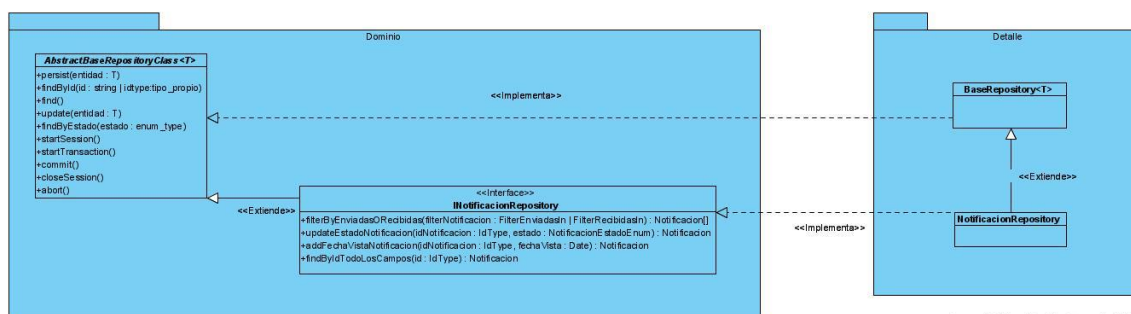 Dominio
AbstractBaseRepositoryClass<T>
+persist(entidad : T)
+findById(id : string | idtype:tipo_propio)
+find()
+update(entidad : T)
+findByEstado(estado : enum_type)
+startSession()
+startTransaction()
+commit()
+closeSession()
+abort()
<<Implementa>>
<<Extiende>>
<<Interface>>
INotificacionRepository
+filterByEnviadasORecibidas(filterNotificacion : FilterEnviadasIn | FilterRecibidasIn) : Notificacion[]
+updateEstadoNotificacion(idNotificacion : IdType, estado : NotificacionEstadoEnum) : Notificacion
+addFechaVistaNotificacion(idNotificacion : IdType, fechaVista : Date) : Notificacion
+findByIdTodoLosCampos(id : IdType) : Notificacion
<<Implementa>>
Detalle
BaseRepository<T>
<<Extiende>>
NotificacionRepository